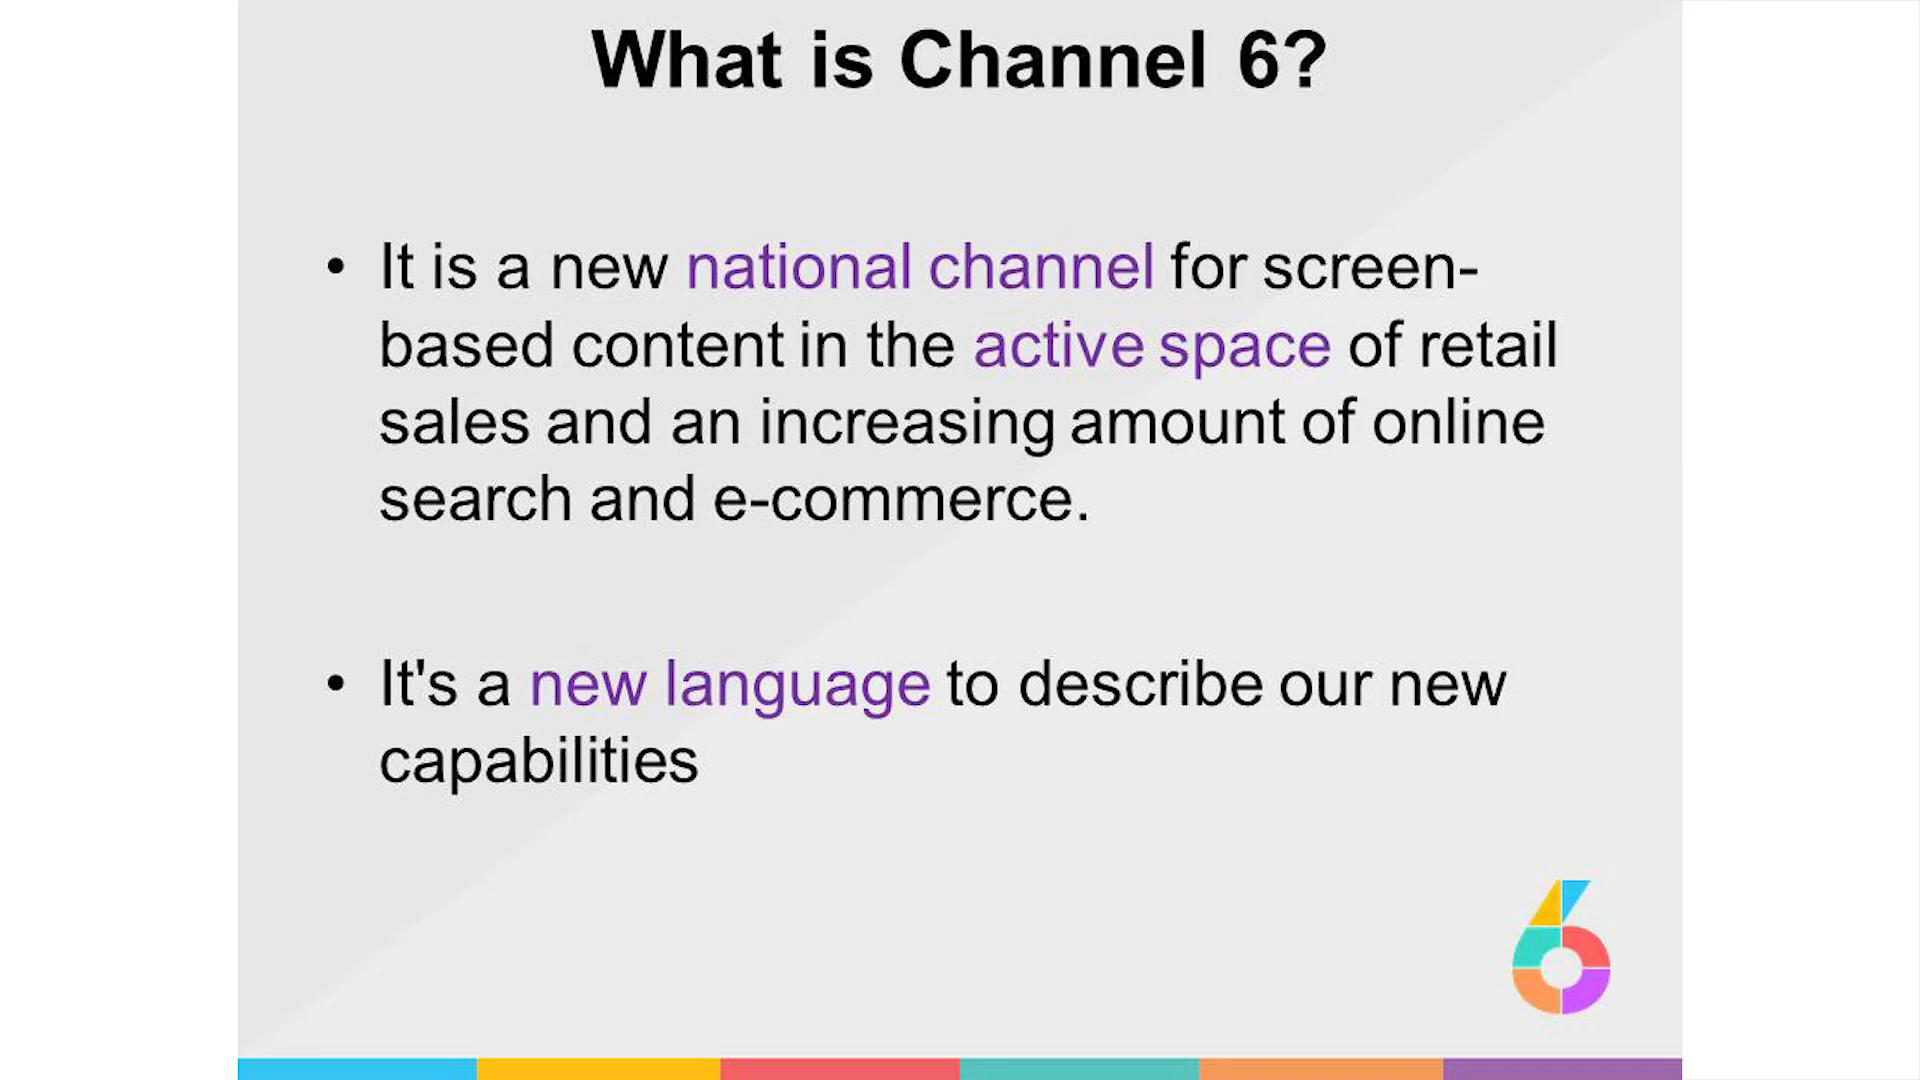 What is Channel 6?
• It is a new national channel for screen-
based content in the active space of retail
sales and an increasing amount of online
search and e-commerce.
• It's a new language to describe our new
capabilities
6